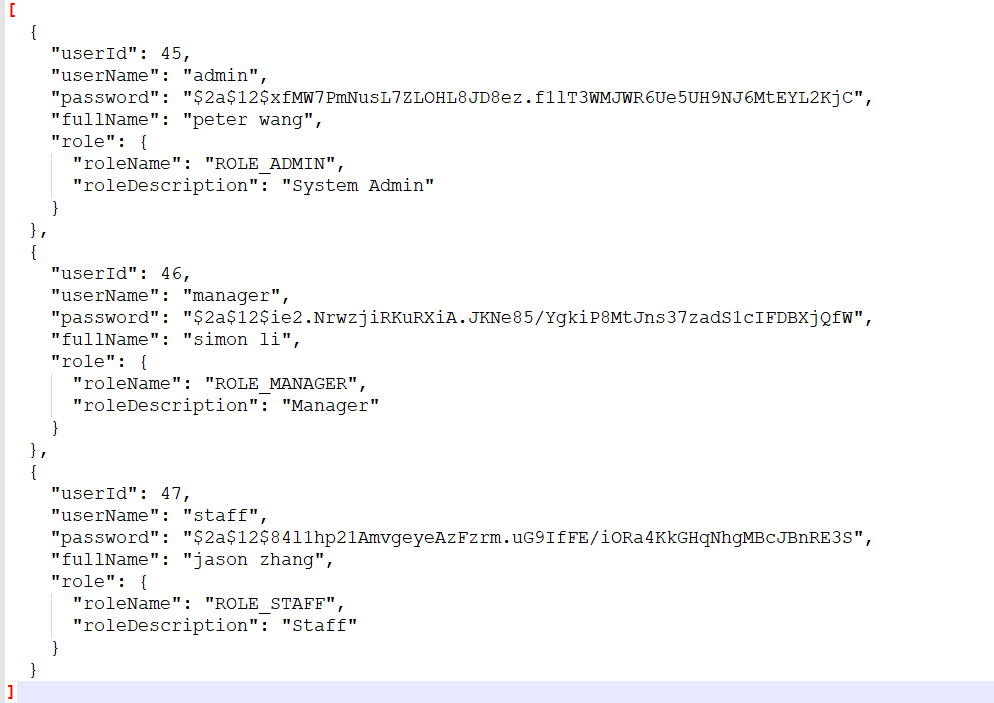 [
  {
    "userId": 45,
    "userName": "admin",
    "password": "$2a$12$xfMW7PmNusL7ZLOHL8JD8ez.f1lT3WMJWR6Ue5UH9NJ6MtEYL2KjC",
    "fullName": "peter wang",
    "role": {
      "roleName": "ROLE_ADMIN",
      "roleDescription": "System Admin"
    }
  },
  {
    "userId": 46,
    "userName": "manager",
    "password": "$2a$12$ie2.NrwzjiRKuRXiA.JKNe85/YgkiP8MtJns37zadS1cIFDBXjQfW",
    "fullName": "simon li",
    "role": {
      "roleName": "ROLE_MANAGER",
      "roleDescription": "Manager"
    }
  },
  {
    "userId": 47,
    "userName": "staff",
    "password": "$2a$12$84l1hp21AmvgeyeAzFzrm.uG9IfFE/iORa4KkGHqNhgMBcJBnRE3S",
    "fullName": "jason zhang",
    "role": {
      "roleName": "ROLE_STAFF",
      "roleDescription": "Staff"
    }
  }
]